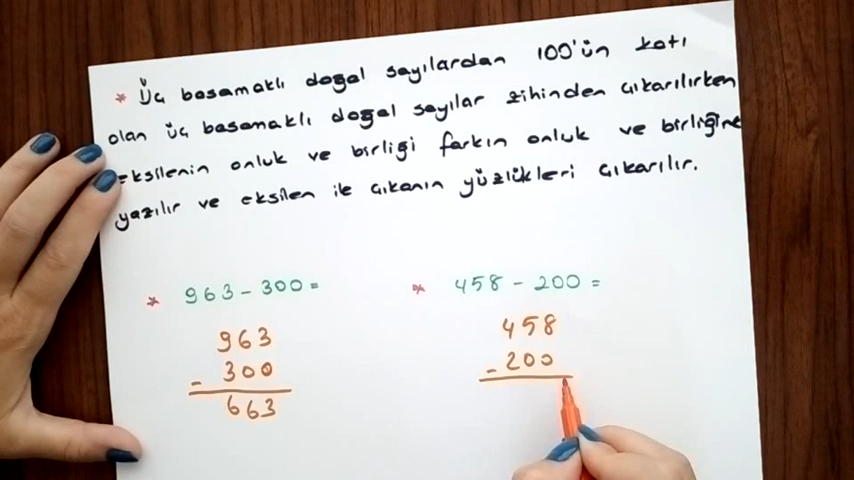 * Üç basamaklı doğal sayılardan 100'ün katı
olan üç basamaklı doğal sayılar zihinden çıkarılırken
eksilenin onluk ve birliği farkın onluk ve birliğine
yazılır ve eksilen ile çıkanın yüzlükleri çıkarılır.
* 963 - 300 =
963
- 300
663
* 458 - 200 =
458
- 200